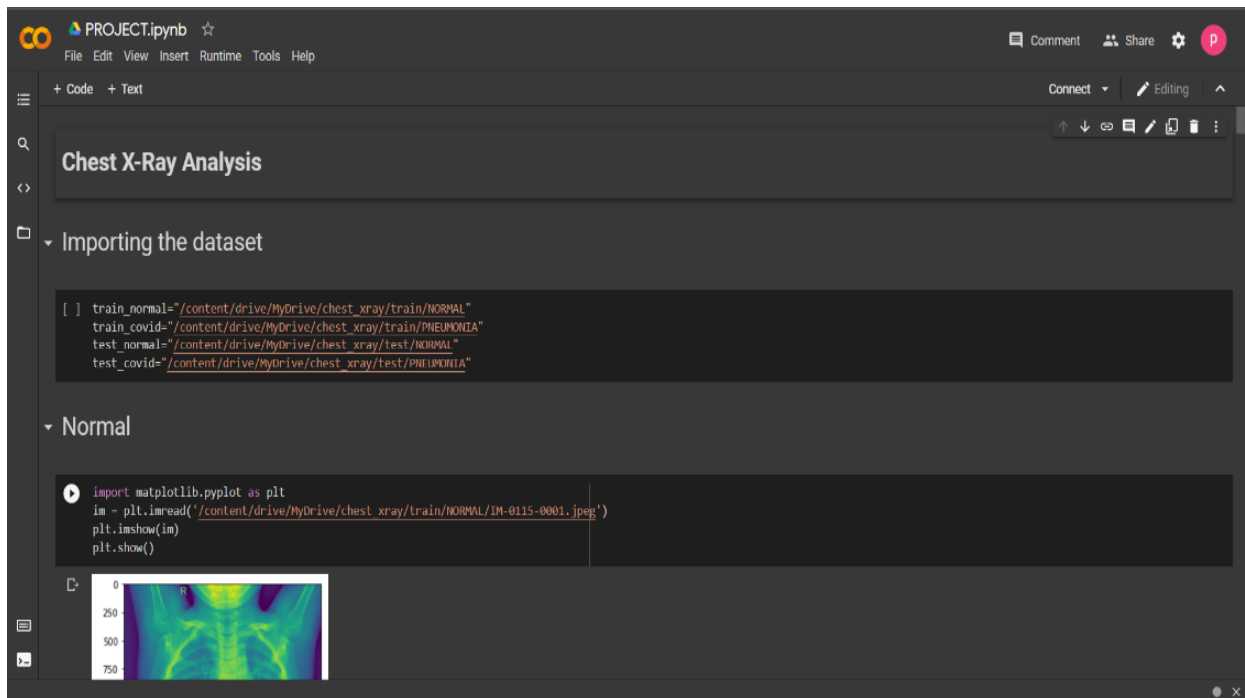 PROJECT.ipynb
File Edit View Insert Runtime Tools Help
Comment Share P
+ Code + Text
Connect Editing
Chest X-Ray Analysis
Importing the dataset
[ ] train_normal="/content/drive/MyDrive/chest_xray/train/NORMAL"
train_covid="/content/drive/MyDrive/chest_xray/train/PNEUMONIA"
test_normal="/content/drive/MyDrive/chest_xray/test/NORMAL"
test_covid="/content/drive/MyDrive/chest_xray/test/PNEUMONIA"
Normal
import matplotlib.pyplot as plt
im = plt.imread('/content/drive/MyDrive/chest_xray/train/NORMAL/IM-0115-0001.jpeg')
plt.imshow(im)
plt.show()
0
R
250
500
750